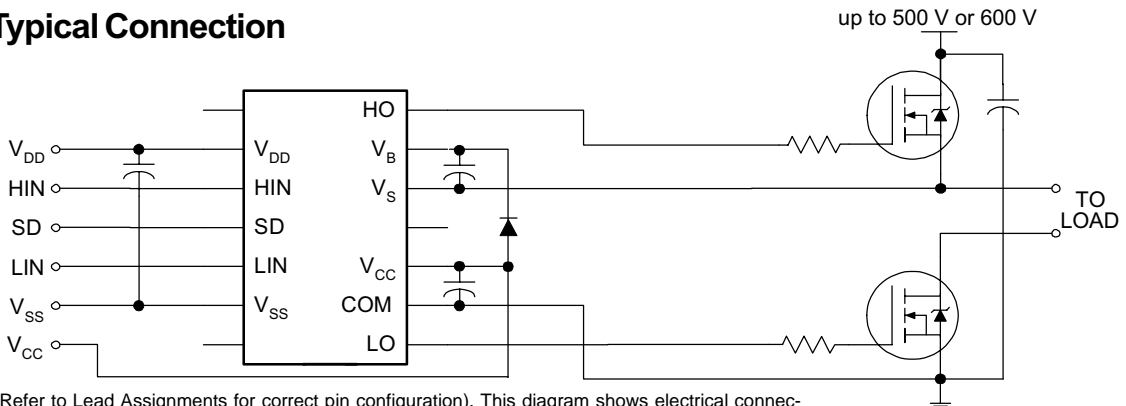 Typical Connection
up to 500 V or 600 V
HO
V_DD
V_DD
V_B
HIN
HIN
V_S
TO
LOAD
SD
SD
LIN
LIN
V_CC
V_SS
V_SS
COM
V_CC
LO
Refer to Lead Assignments for correct pin configuration). This diagram shows electrical connec-